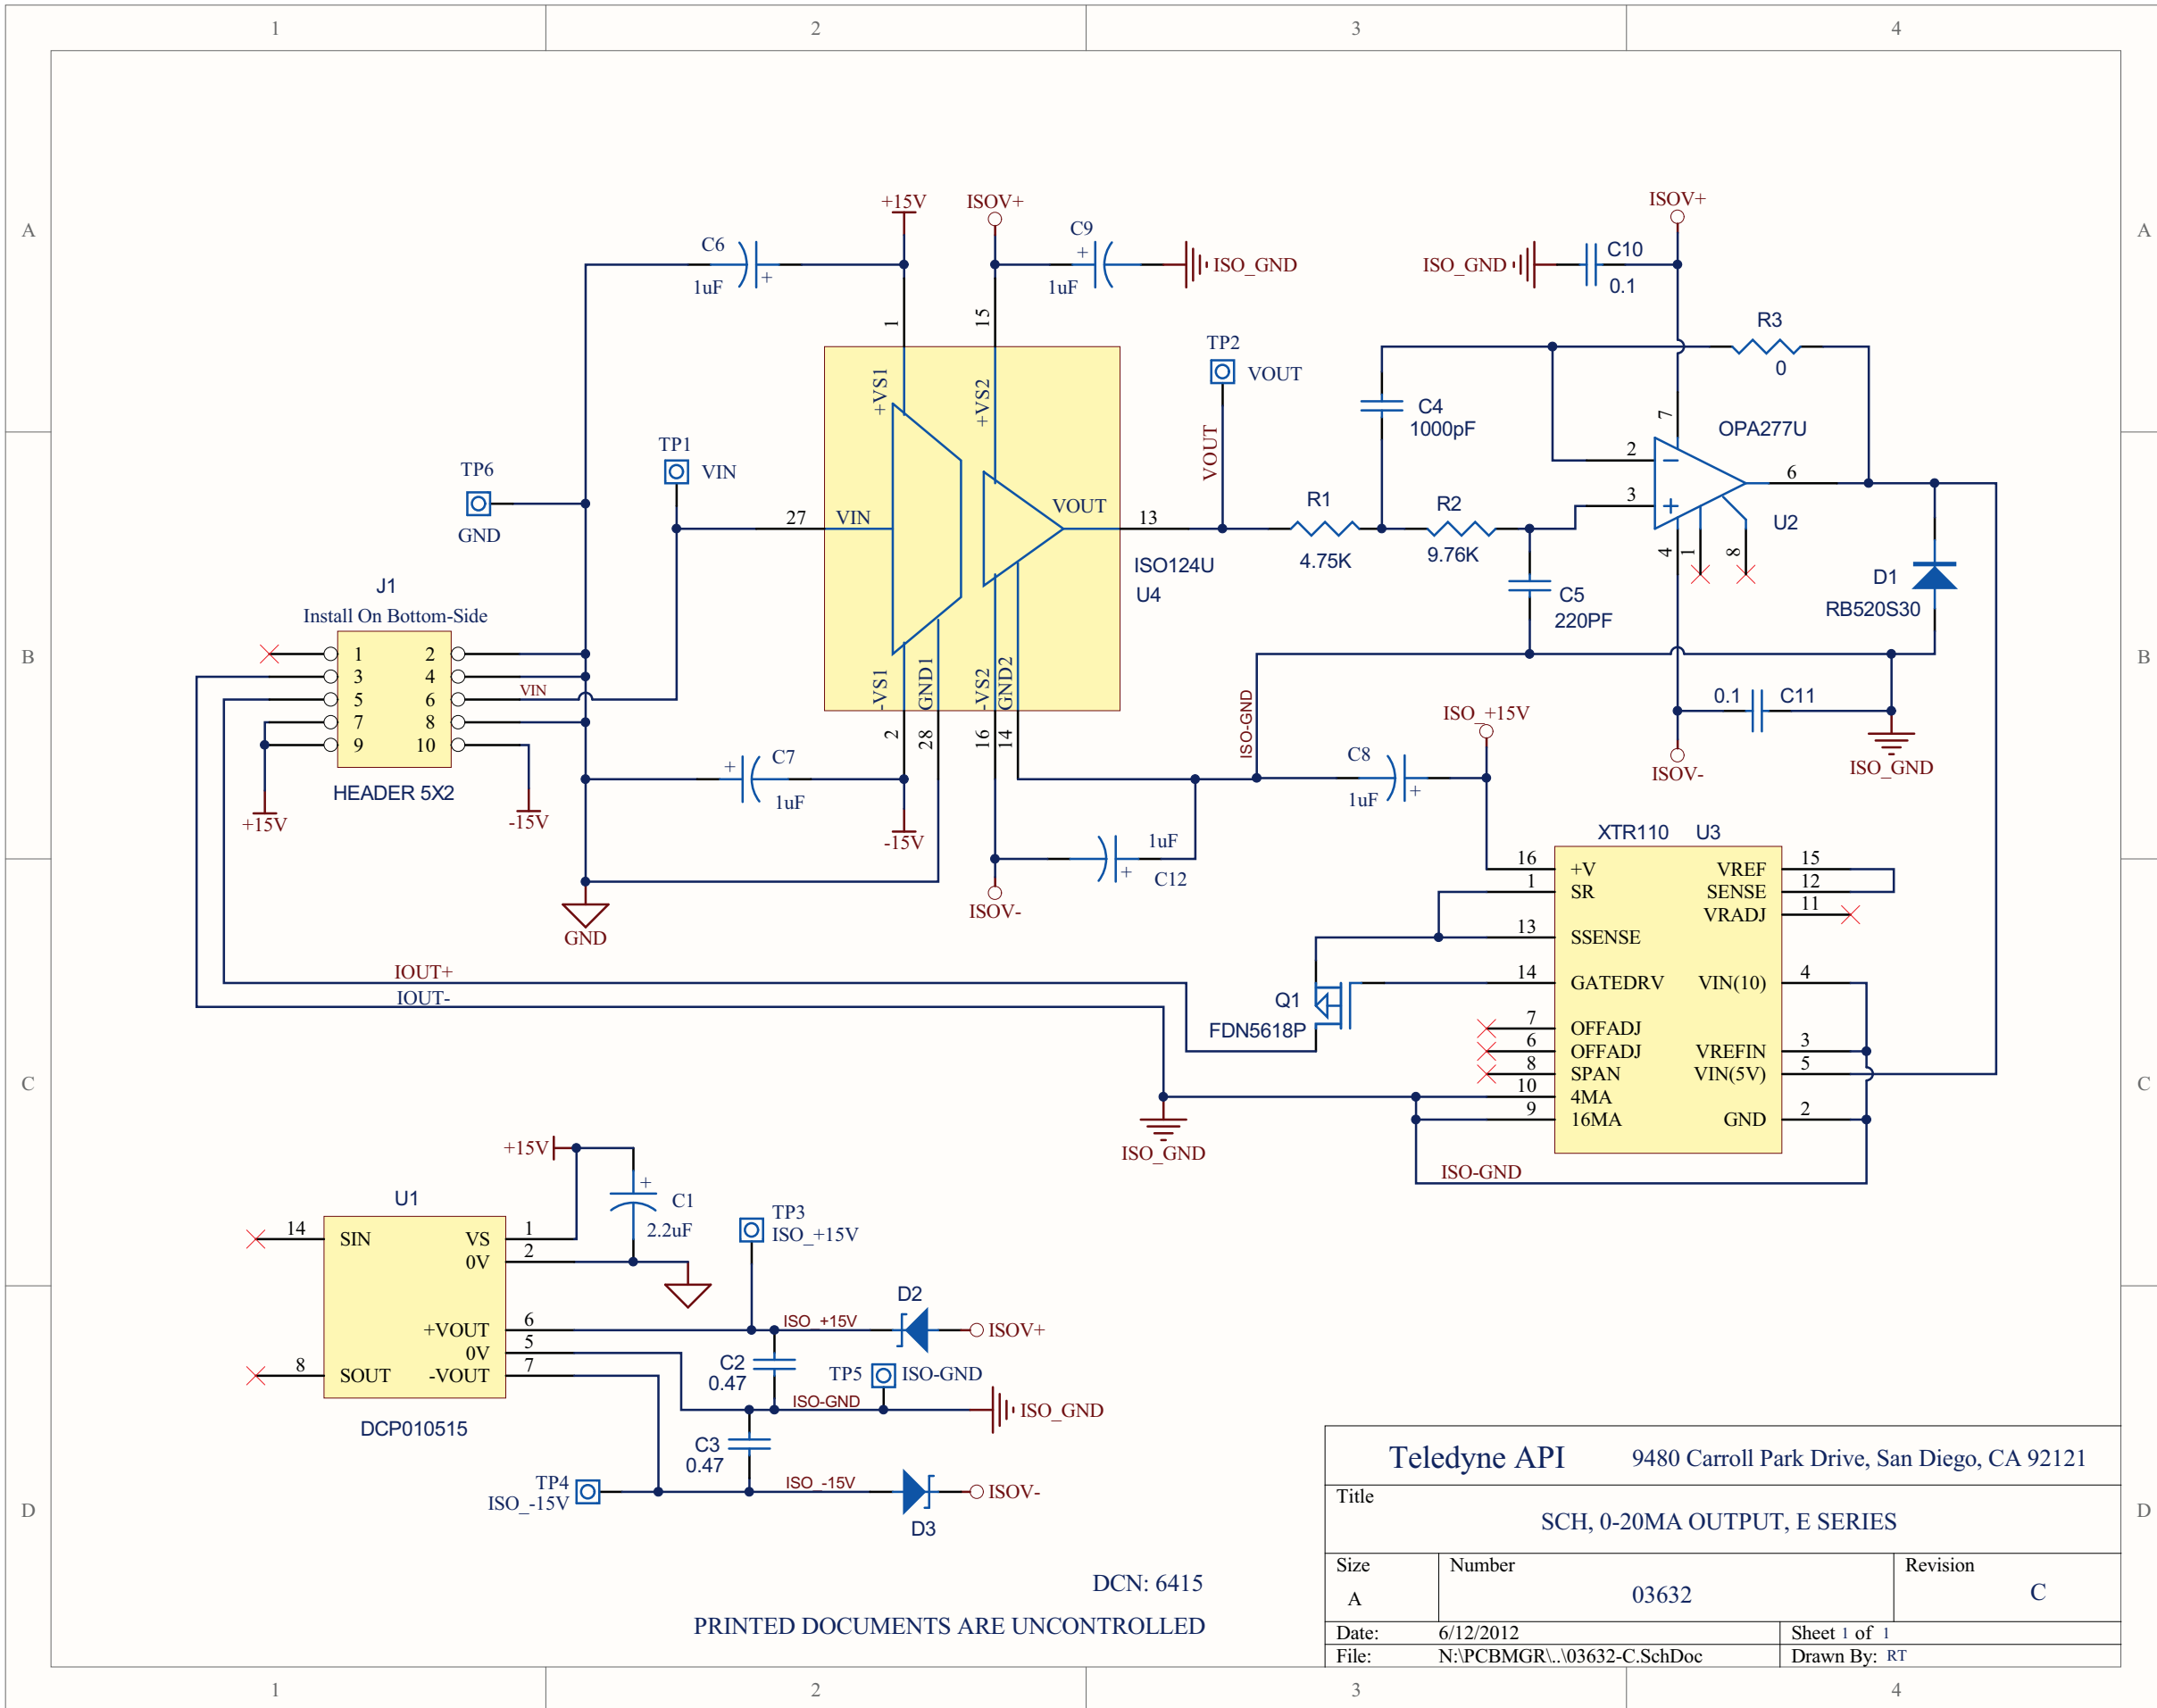 1 2 3 4
A A
+15V ISOV+ ISOV+
C6 C9 C10
+ + ISO_GND ISO_GND
1uF 1uF 0.1
1 15 R3
TP2 0
VOUT
+VS1 +VS2 C4 7 OPA277U
1000pF
TP1 VOUT 2
TP6 VIN 6
VOUT R1 R2 3
27 VIN 13
GND ISO124U 4.75K 9.76K 4 1 8 U2
J1 U4 C5 D1
Install On Bottom-Side 220PF RB520S30
B B
1 2
3 4
5 6 VIN
7 8
9 10
-VS1 GND1 -VS2 GND2
ISO-GND 0.1 C11
ISO_+15V
2 28 16 14
+ C7 C8 ISOV- ISO_GND
HEADER 5X2 1uF 1uF +
+15V -15V
-15V 1uF XTR110 U3
+ C12
ISOV-
GND
16 +V VREF 15
1 SR SENSE 12
VRADJ 11
13 SSENSE
IOUT+ 14 GATEDRV VIN(10) 4
IOUT- Q1
FDN5618P 7 OFFADJ
6 OFFADJ VREFIN 3
C 8 SPAN VIN(5V) 5 C
10 4MA
9 16MA GND 2
+15V ISO_GND
ISO-GND
U1 + C1
2.2uF TP3
14 SIN VS 1 ISO_+15V
0V 2
D2
+VOUT 6 ISO_+15V ISOV+
0V 5 C2 TP5 ISO-GND
8 SOUT -VOUT 7 0.47
ISO-GND ISO_GND
DCP010515 C3
0.47
TP4 ISO_-15V ISOV-
ISO_-15V
D D3 D
Teledyne API 9480 Carroll Park Drive, San Diego, CA 92121
Title
SCH, 0-20MA OUTPUT, E SERIES
Size Number Revision
A 03632 C
DCN: 6415
PRINTED DOCUMENTS ARE UNCONTROLLED
Date: 6/12/2012 Sheet 1 of 1
File: N:\PCBMGR\..\03632-C.SchDoc Drawn By: RT
1 2 3 4